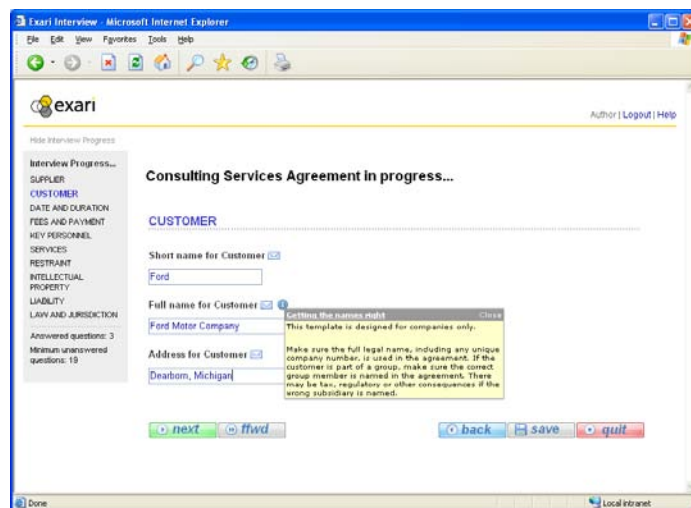 Exari Interview - Microsoft Internet Explorer
File Edit View Favorites Tools Help
exari
Author | Logout | Help
Hide Interview Progress
Interview Progress...
SUPPLIER
CUSTOMER
DATE AND DURATION
FEES AND PAYMENT
KEY PERSONNEL
SERVICES
RESTRAINT
INTELLECTUAL
PROPERTY
LIABILITY
LAW AND JURISDICTION
Answered questions: 3
Minimum unanswered
questions: 19
Consulting Services Agreement in progress...
CUSTOMER
Short name for Customer
Ford
Full name for Customer
Ford Motor Company
Address for Customer
Dearborn, Michigan
Getting the names right Close
This template is designed for companies only.
Make sure the full legal name, including any unique
company number, is used in the agreement. If the
customer is part of a group, make sure the correct
group member is named in the agreement. There
may be tax, regulatory or other consequences if the
wrong subsidiary is named.
next ffwd back save quit
Done Local intranet